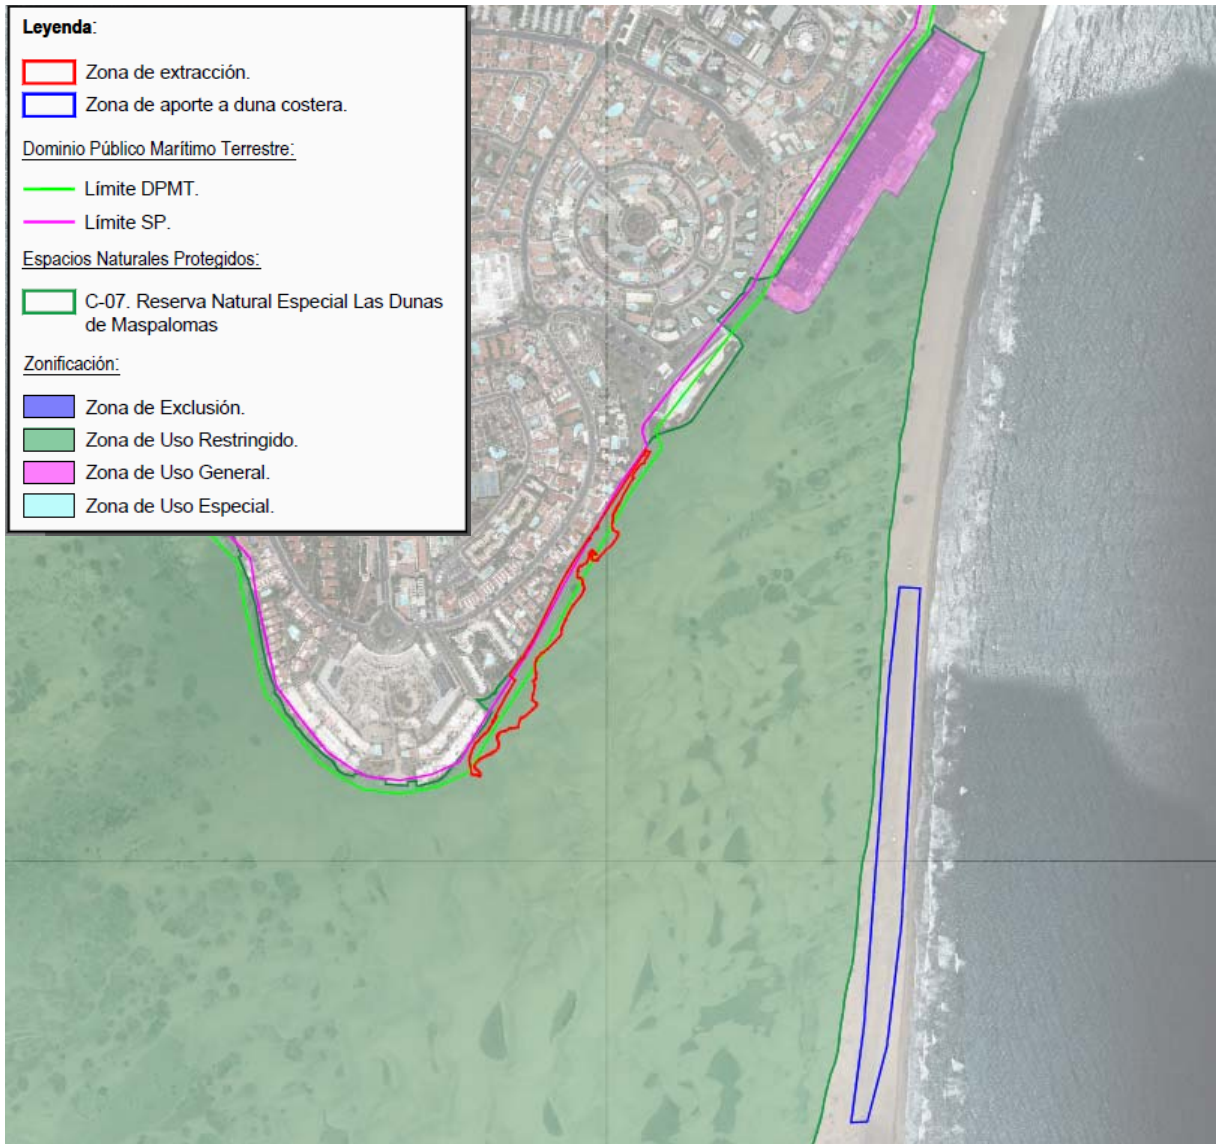 Leyenda:
Zona de extracción.
Zona de aporte a duna costera.
Dominio Público Marítimo Terrestre:
Límite DPMT.
Límite SP.
Espacios Naturales Protegidos:
C-07. Reserva Natural Especial Las Dunas
de Maspalomas
Zonificación:
Zona de Exclusión.
Zona de Uso Restringido.
Zona de Uso General.
Zona de Uso Especial.